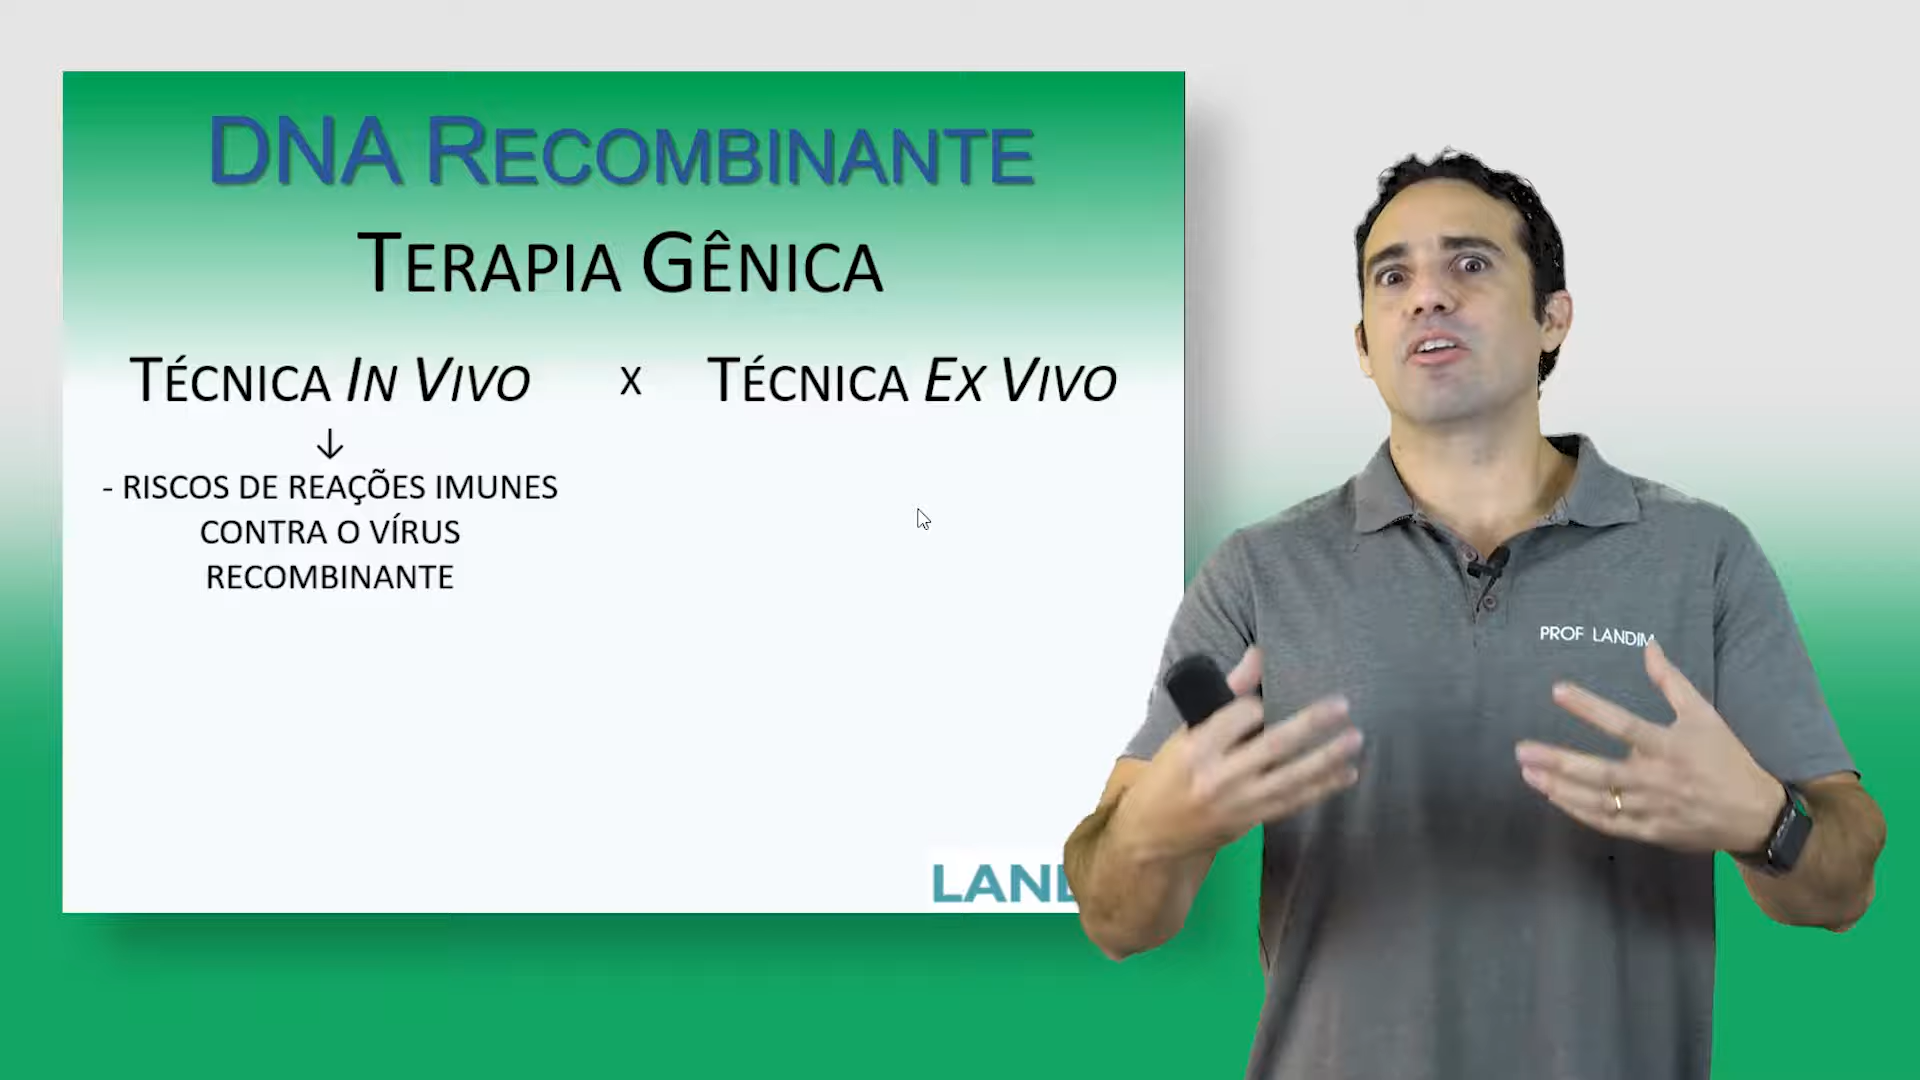 DNA RECOMBINANTE
TERAPIA GÊNICA
TÉCNICA IN VIVO X TÉCNICA EX VIVO
↓
- RISCOS DE REAÇÕES IMUNES
CONTRA O VÍRUS
RECOMBINANTE
PROF LANDIM